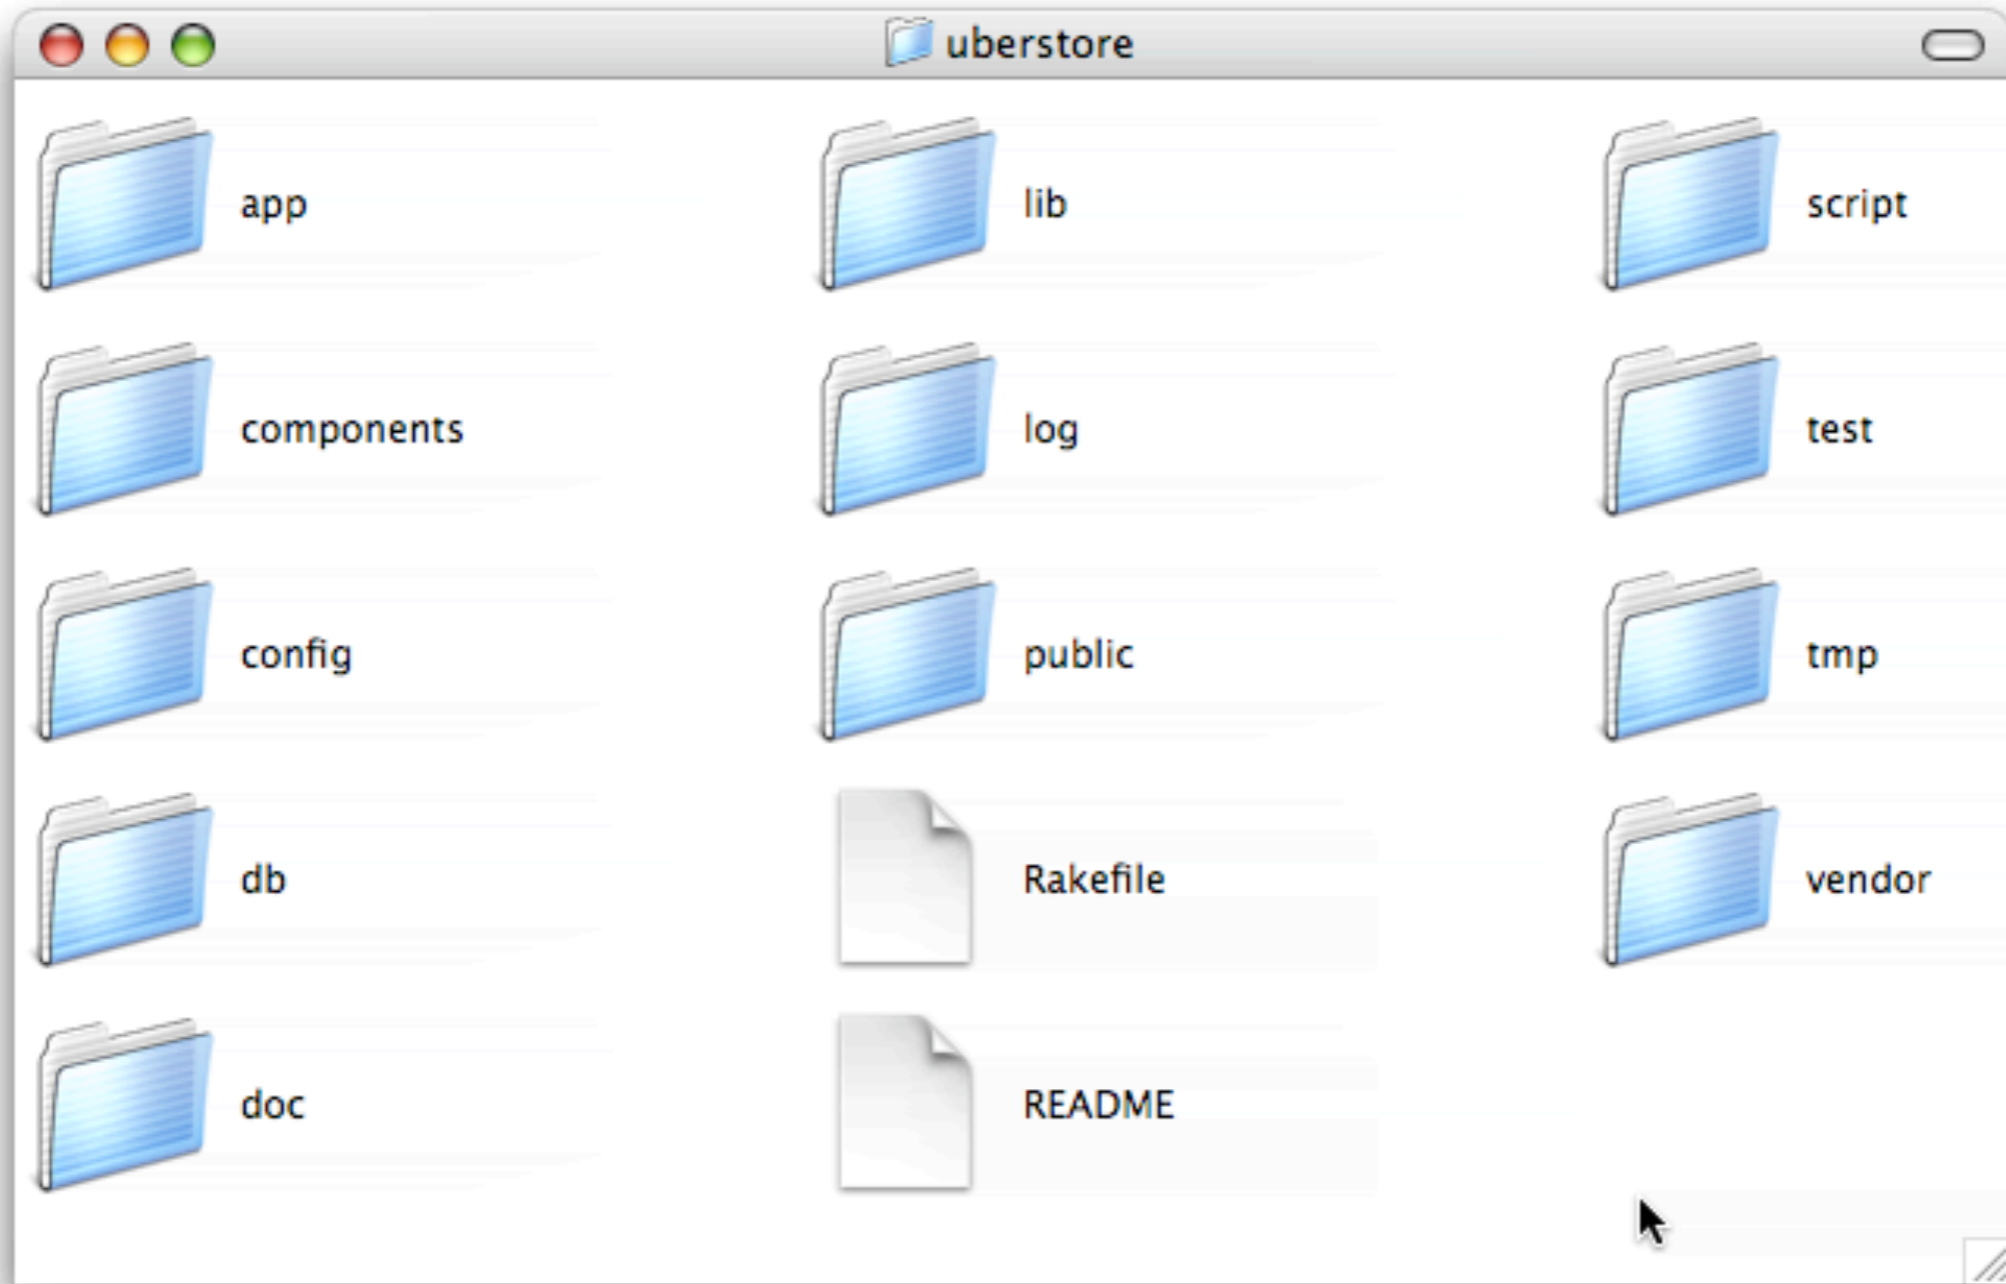 uberstore
app
lib
script
components
log
test
config
public
tmp
db
Rakefile
vendor
doc
README